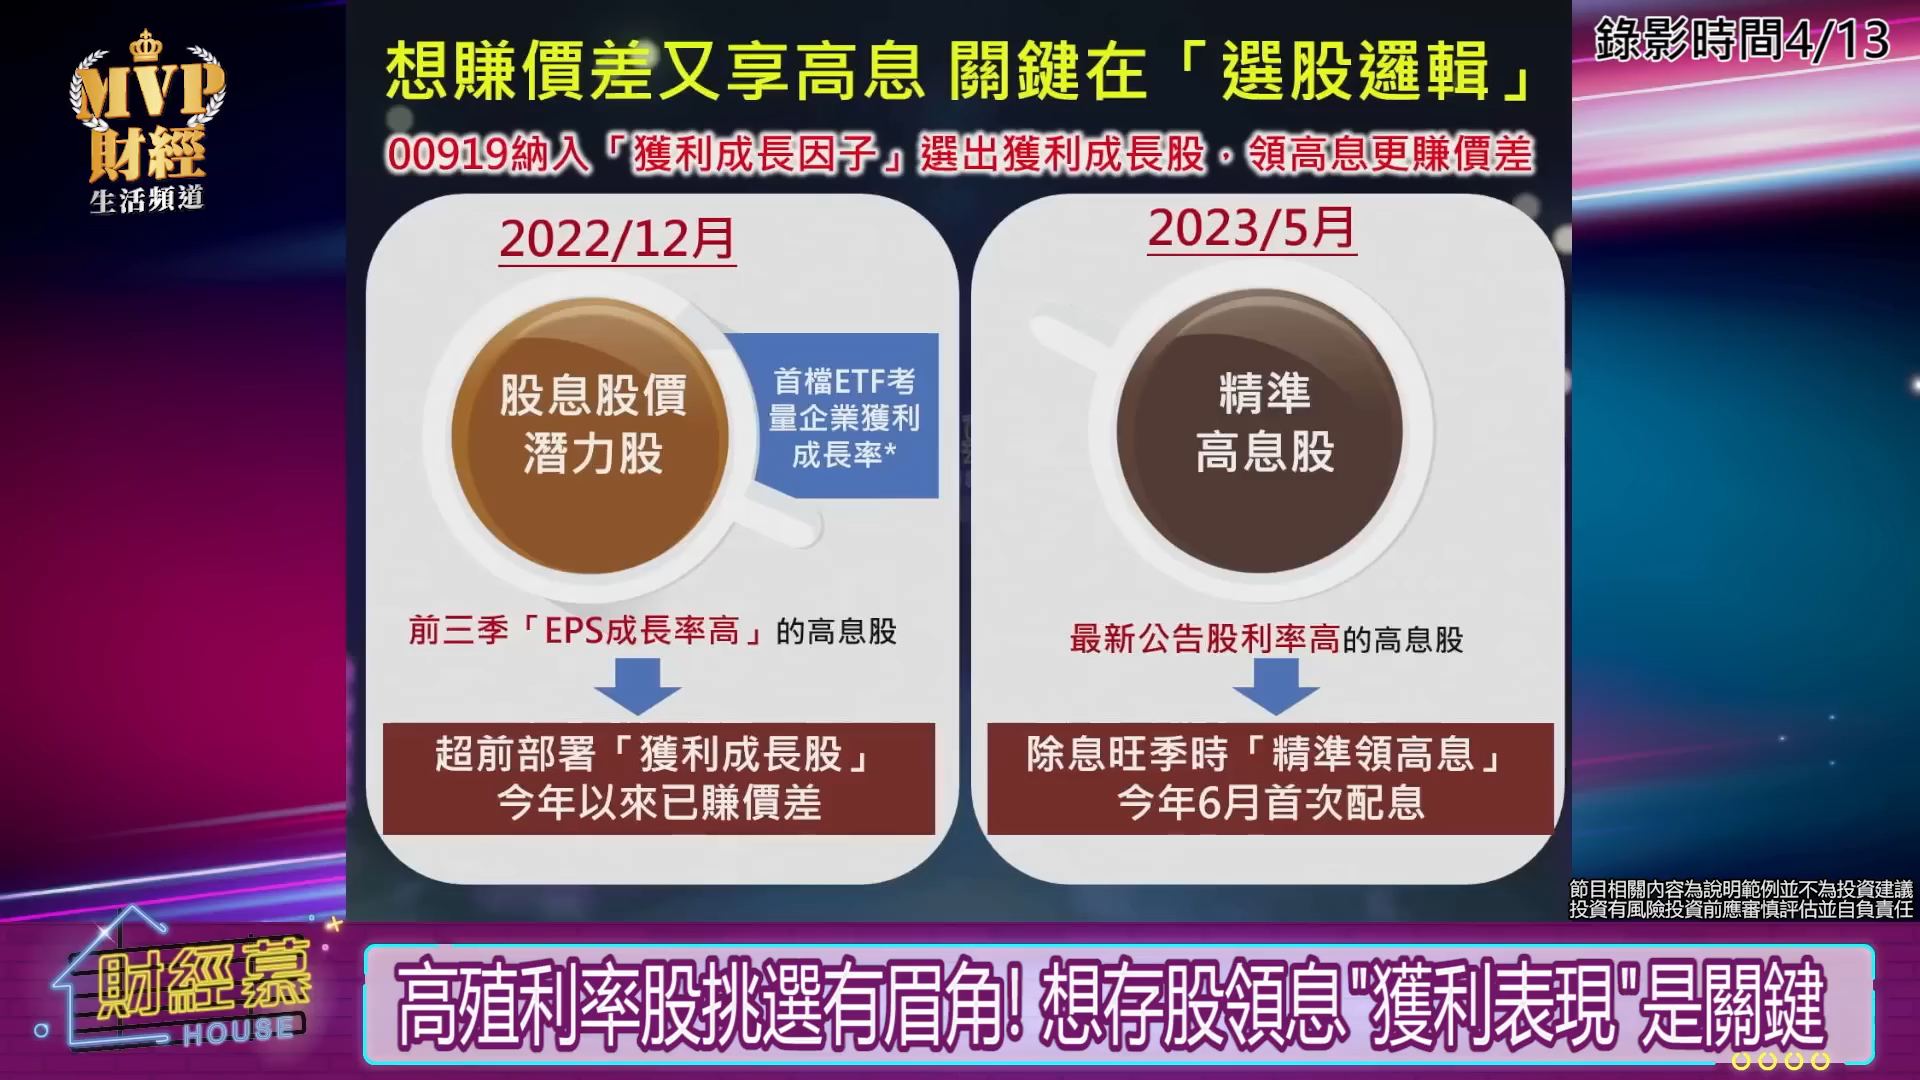 MVP
財經
生活頻道
錄影時間4/13
想賺價差又享高息 關鍵在「選股邏輯」
00919納入「獲利成長因子」選出獲利成長股，領高息更賺價差
2022/12月
股息股價
潛力股
首檔ETF考
量企業獲利
成長率*
前三季「EPS成長率高」的高息股
超前部署「獲利成長股」
今年以來已賺價差
2023/5月
精準
高息股
最新公告股利率高的高息股
除息旺季時「精準領高息」
今年6月首次配息
節目相關內容為說明範例並不為投資建議
投資有風險投資前應審慎評估並自負責任
財經慕
HOUSE
高殖利率股挑選有眉角! 想存股領息"獲利表現"是關鍵